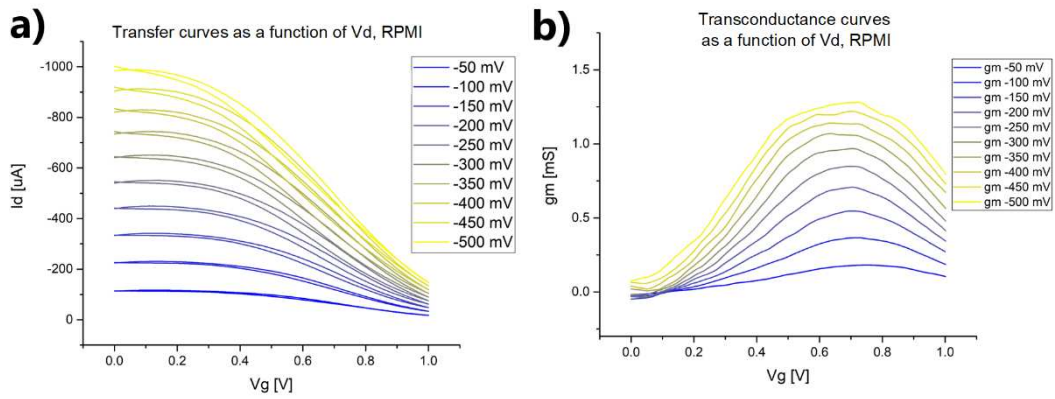 a)
Transfer curves as a function of Vd, RPMI
-1000
-800
-600
-400
-200
0
Id [uA]
0.0 0.2 0.4 0.6 0.8 1.0
Vg [V]
-50 mV
-100 mV
-150 mV
-200 mV
-250 mV
-300 mV
-350 mV
-400 mV
-450 mV
-500 mV
b)
Transconductance curves
as a function of Vd, RPMI
1.5
1.0
0.5
0.0
gm [mS]
0.0 0.2 0.4 0.6 0.8 1.0
Vg [V]
gm -50 mV
gm -100 mV
gm -150 mV
gm -200 mV
gm -250 mV
gm -300 mV
gm -350 mV
gm -400 mV
gm -450 mV
gm -500 mV